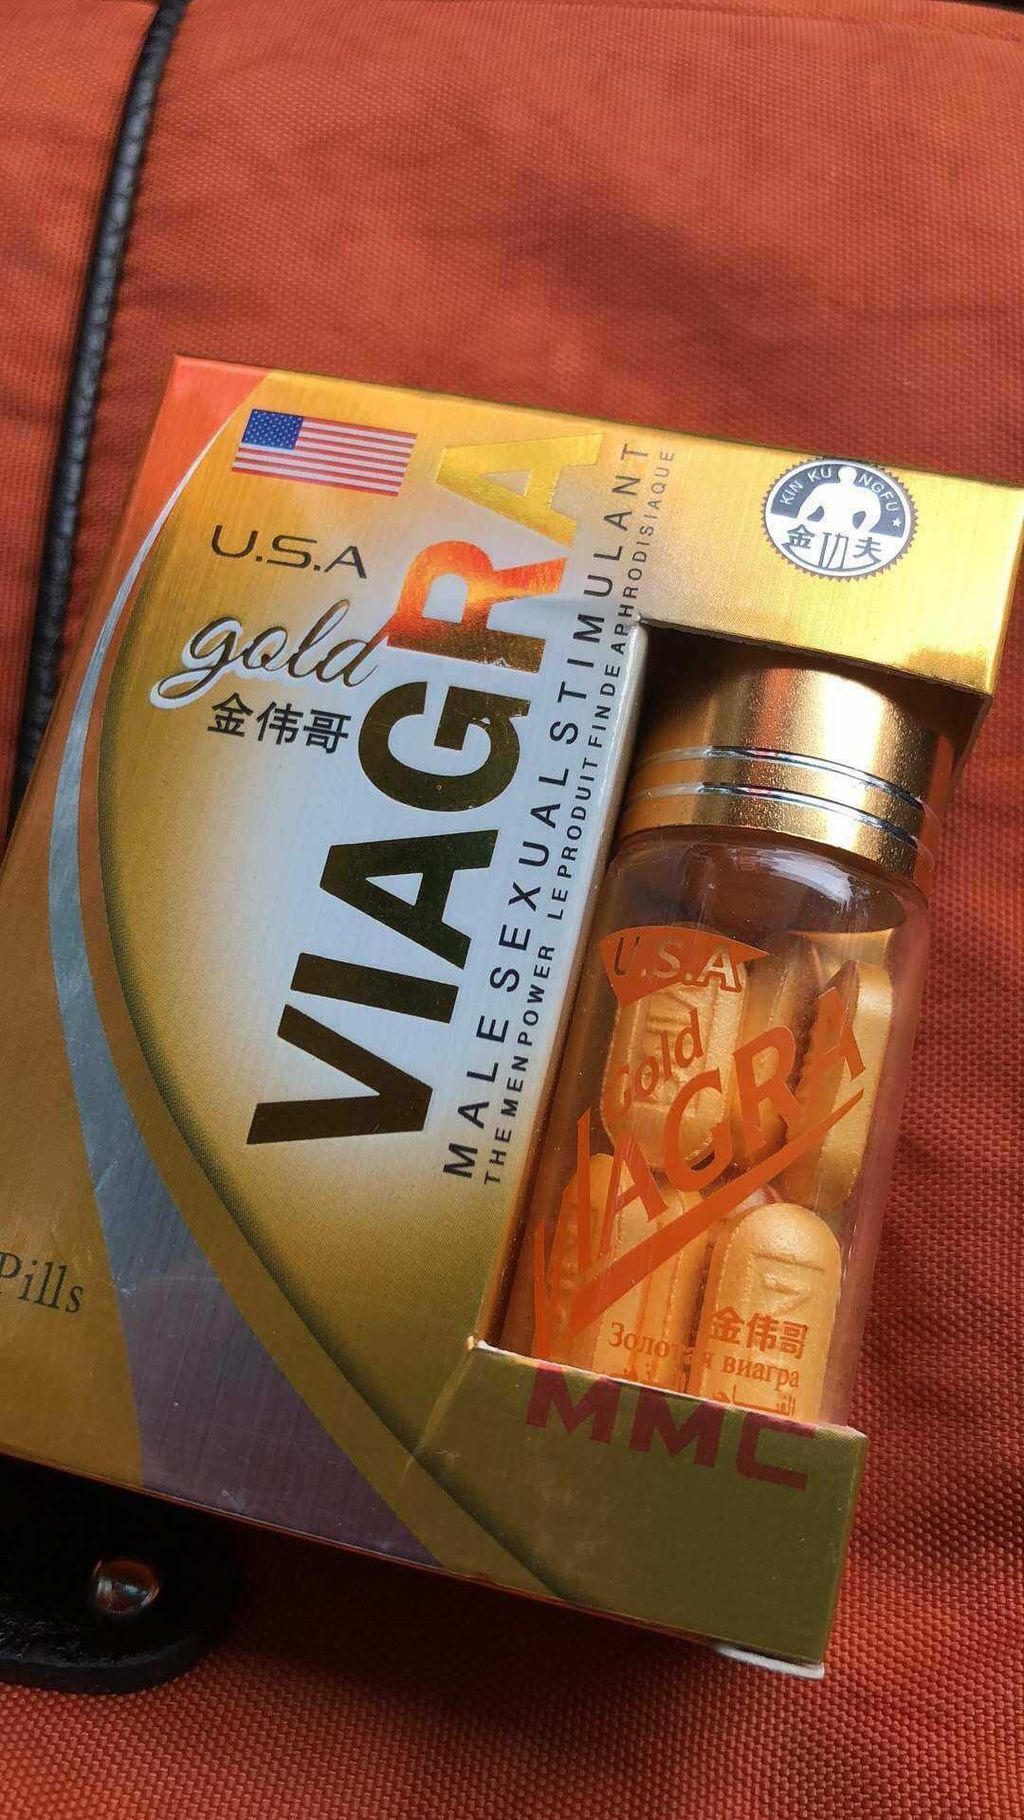 U.S.A
gold
金伟哥
VIAGRA
MALE SEXUAL STIMULANT
THE MEN POWER LE PRODUIT FIN DE APHRODISIAQUE
KIN KUNGFU
金功夫
U.S.A
Gold
VIAGRA
金伟哥
Золотая виагра
MMC
Pills